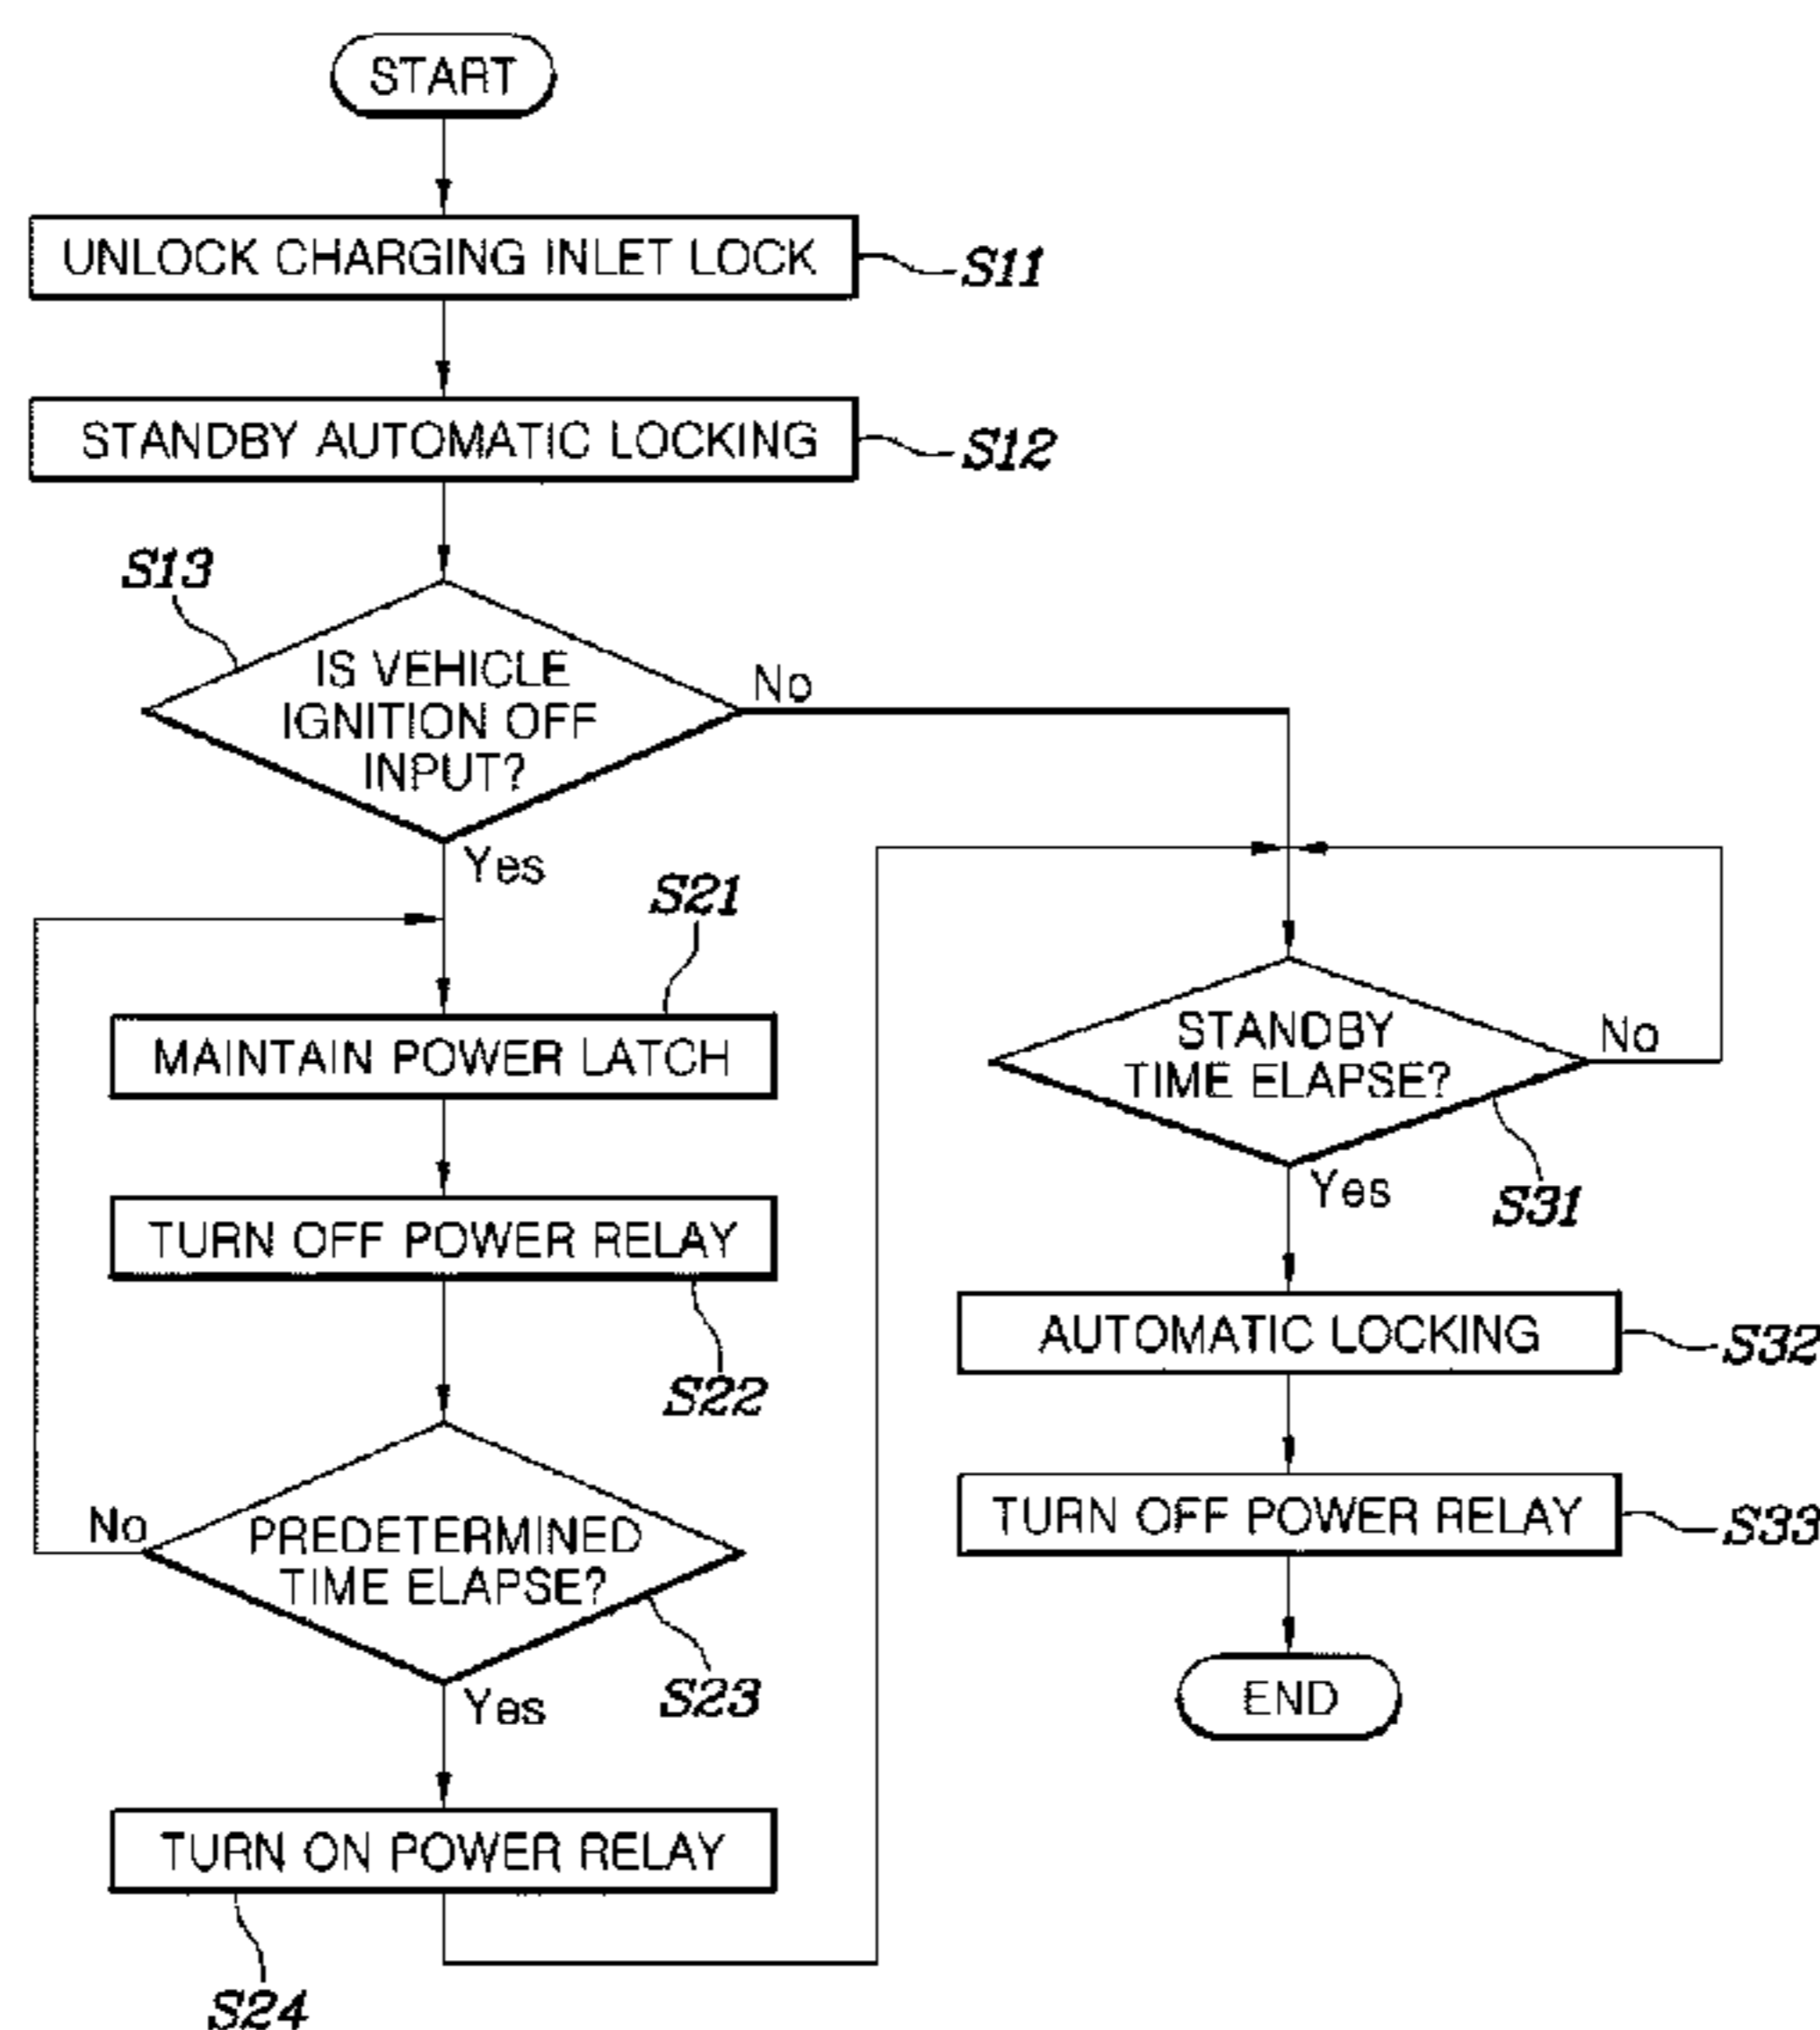 START
UNLOCK CHARGING INLET LOCK
S11
STANDBY AUTOMATIC LOCKING
S12
S13
IS VEHICLE
IGNITION OFF
INPUT?
No
Yes
S21
MAINTAIN POWER LATCH
TURN OFF POWER RELAY
S22
No
PREDETERMINED
TIME ELAPSE?
S23
Yes
TURN ON POWER RELAY
S24
STANDBY
TIME ELAPSE?
No
Yes
S31
AUTOMATIC LOCKING
S32
TURN OFF POWER RELAY
S33
END